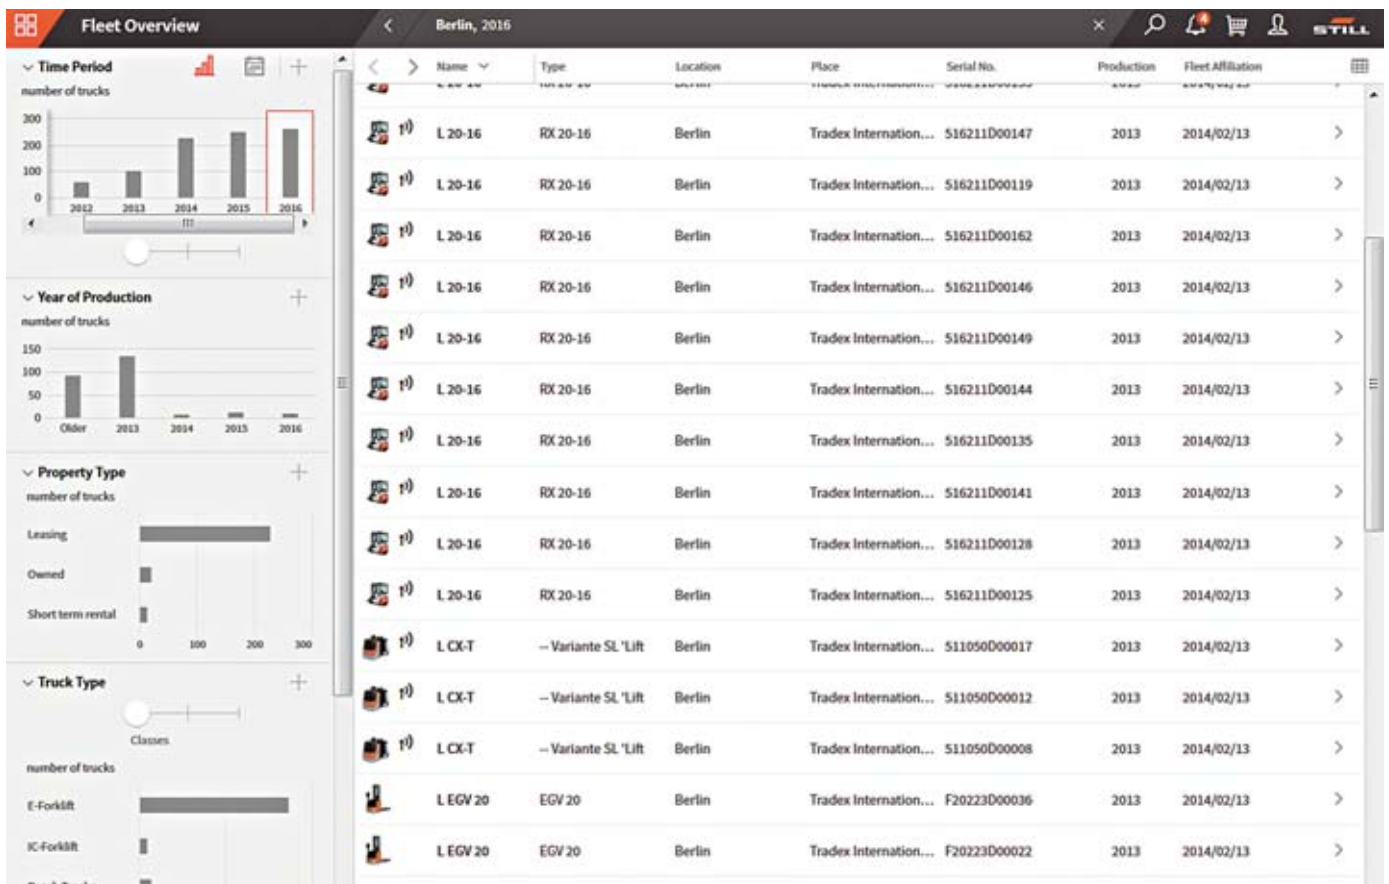 Fleet Overview
Berlin, 2016
4
STILL
Time Period
number of trucks
300
200
100
0
2012 2013 2014 2015 2016
Year of Production
number of trucks
150
100
50
0
Older 2013 2014 2015 2016
Property Type
number of trucks
Leasing
Owned
Short term rental
0 100 200 300
Truck Type
Classes
number of trucks
E-Forklift
IC-Forklift
Name Type Location Place Serial No. Production Fleet Affiliation
L 20-16 RX 20-16 Berlin Tradex Internation... 516211D00147 2013 2014/02/13
L 20-16 RX 20-16 Berlin Tradex Internation... 516211D00119 2013 2014/02/13
L 20-16 RX 20-16 Berlin Tradex Internation... 516211D00162 2013 2014/02/13
L 20-16 RX 20-16 Berlin Tradex Internation... 516211D00146 2013 2014/02/13
L 20-16 RX 20-16 Berlin Tradex Internation... 516211D00149 2013 2014/02/13
L 20-16 RX 20-16 Berlin Tradex Internation... 516211D00144 2013 2014/02/13
L 20-16 RX 20-16 Berlin Tradex Internation... 516211D00135 2013 2014/02/13
L 20-16 RX 20-16 Berlin Tradex Internation... 516211D00141 2013 2014/02/13
L 20-16 RX 20-16 Berlin Tradex Internation... 516211D00128 2013 2014/02/13
L 20-16 RX 20-16 Berlin Tradex Internation... 516211D00125 2013 2014/02/13
L CX-T -- Variante SL 'Lift Berlin Tradex Internation... 511050D00017 2013 2014/02/13
L CX-T -- Variante SL 'Lift Berlin Tradex Internation... 511050D00012 2013 2014/02/13
L CX-T -- Variante SL 'Lift Berlin Tradex Internation... 511050D00008 2013 2014/02/13
L EGV 20 EGV 20 Berlin Tradex Internation... F20223D00036 2013 2014/02/13
L EGV 20 EGV 20 Berlin Tradex Internation... F20223D00022 2013 2014/02/13